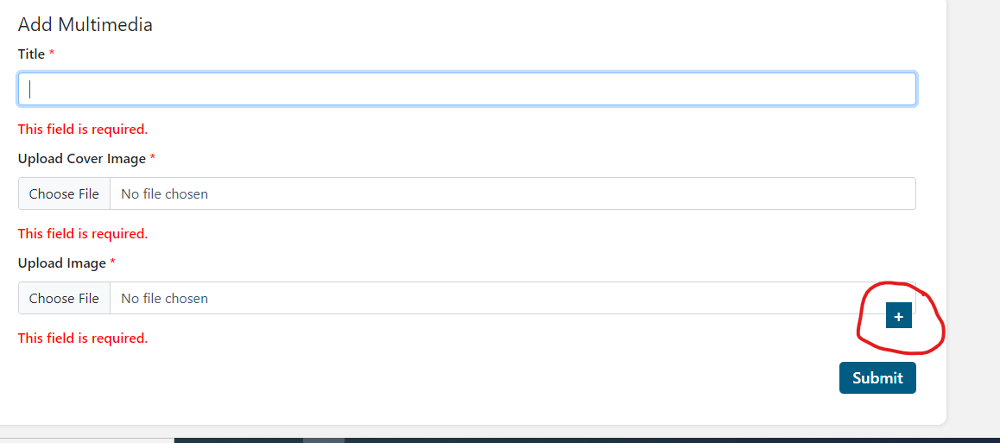 Add Multimedia
Title *
This field is required.
Upload Cover Image *
Choose File No file chosen
This field is required.
Upload Image *
Choose File No file chosen
+
This field is required.
Submit